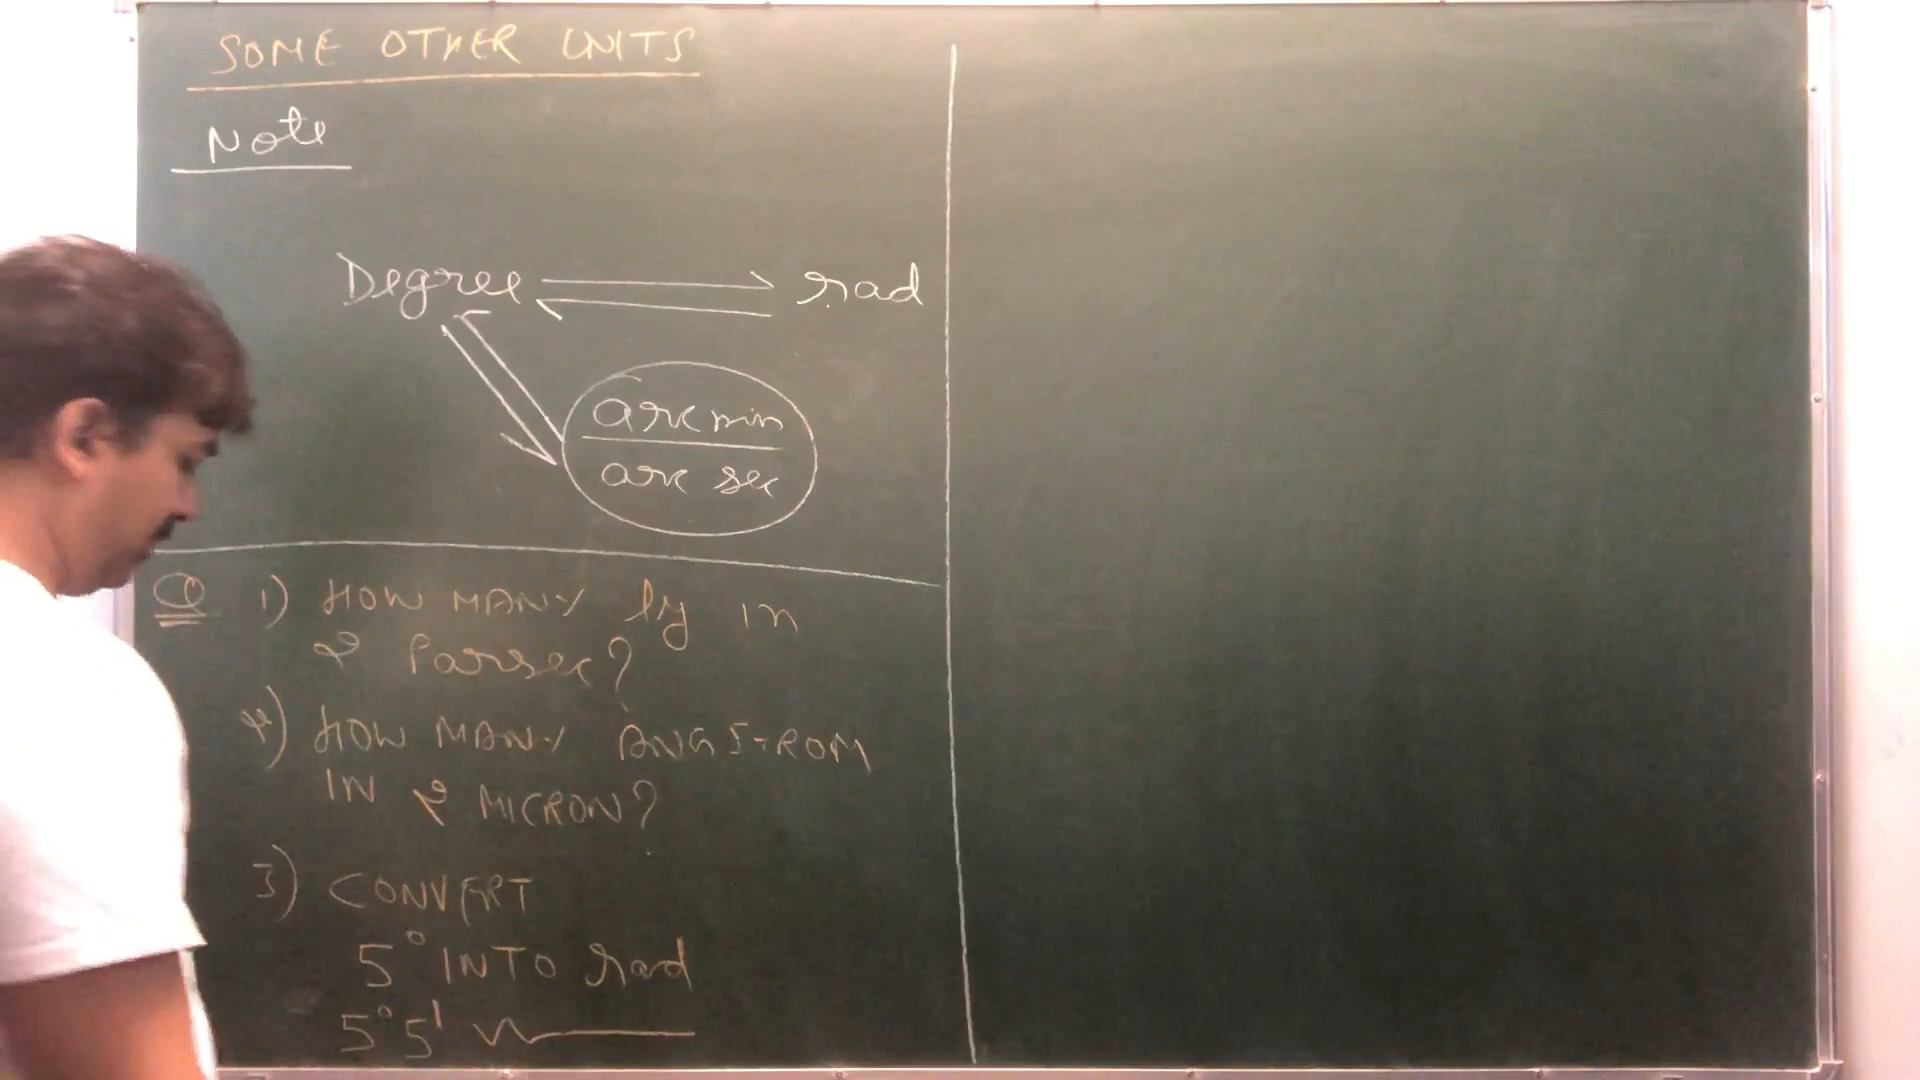 SOME OTHER UNITS
Note
Degree ⇌ rad
arc min
arc sec
Q 1) HOW MANY ly in
2 Parsec?
2) HOW MANY ANGSTROM
IN 2 MICRON?
3) CONVERT
5° INTO rad
5° 5'